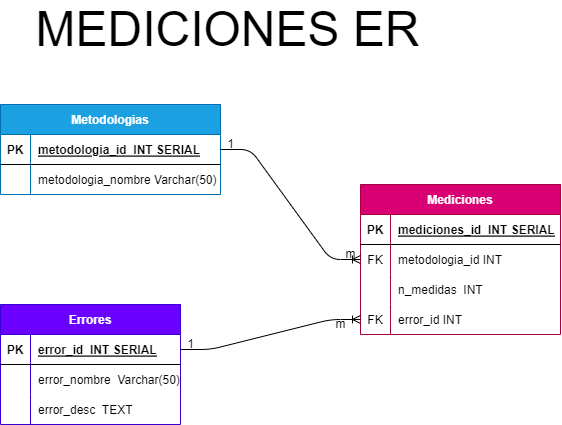 MEDICIONES ER
Metodologias
PK metodologia_id INT SERIAL
metodologia_nombre Varchar(50)
1
m
Mediciones
PK mediciones_id INT SERIAL
FK metodologia_id INT
n_medidas INT
FK error_id INT
Errores
PK error_id INT SERIAL
error_nombre Varchar(50)
error_desc TEXT
1
m